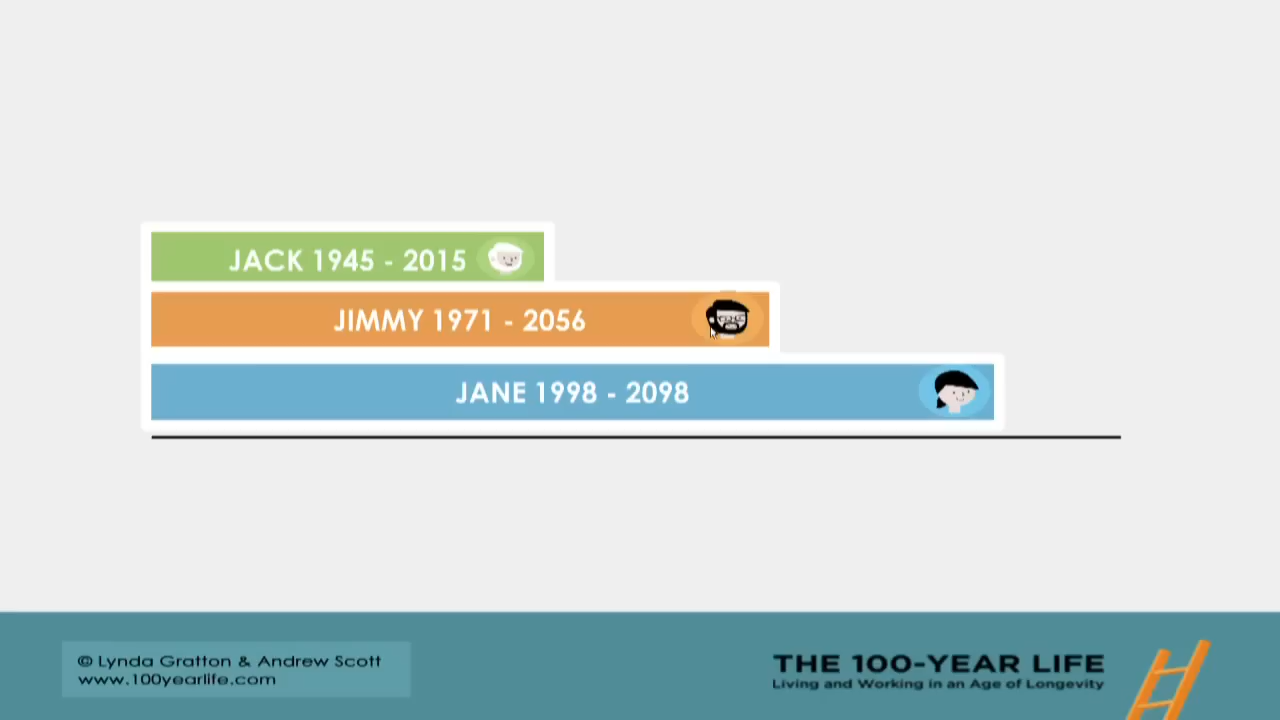 JACK 1945 - 2015
JIMMY 1971 - 2056
JANE 1998 - 2098
© Lynda Gratton & Andrew Scott
www.100yearlife.com
THE 100-YEAR LIFE
Living and Working in an Age of Longevity